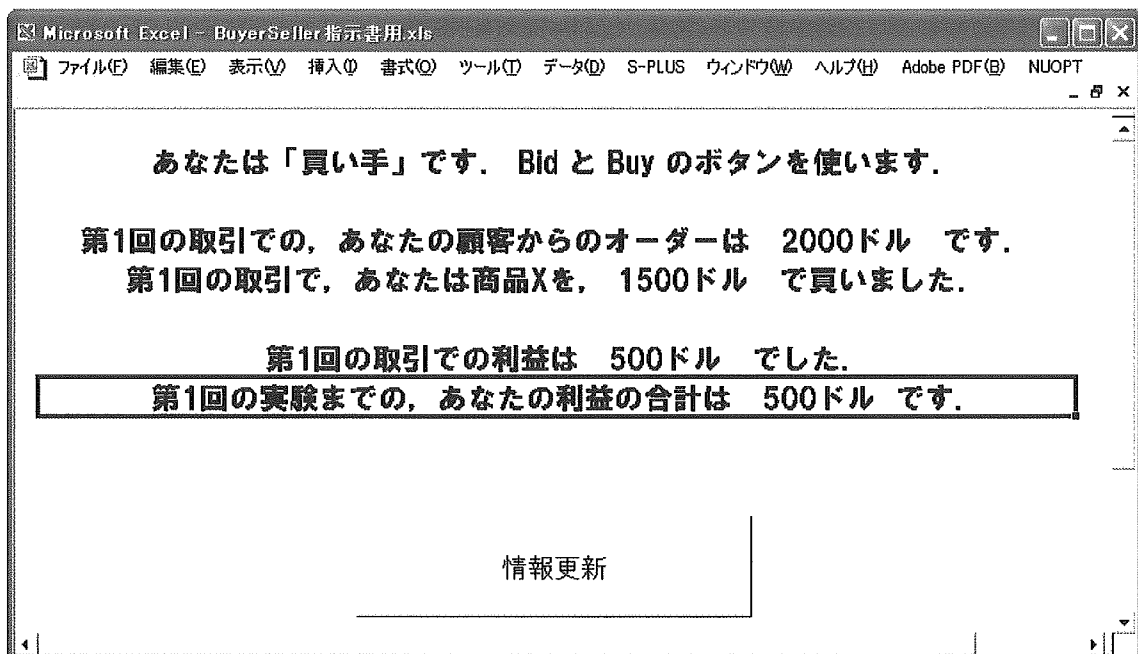 Microsoft Excel - BuyerSeller指示書用.xls
ファイル(F) 編集(E) 表示(V) 挿入(I) 書式(O) ツール(T) データ(D) S-PLUS ウィンドウ(W) ヘルプ(H) Adobe PDF(B) NUOPT
あなたは「買い手」です．Bid と Buy のボタンを使います．
第1回の取引での，あなたの顧客からのオーダーは 2000ドル です．
第1回の取引で，あなたは商品Xを， 1500ドル で買いました．
第1回の取引での利益は 500ドル でした．
第1回の実験までの，あなたの利益の合計は 500ドル です．
情報更新